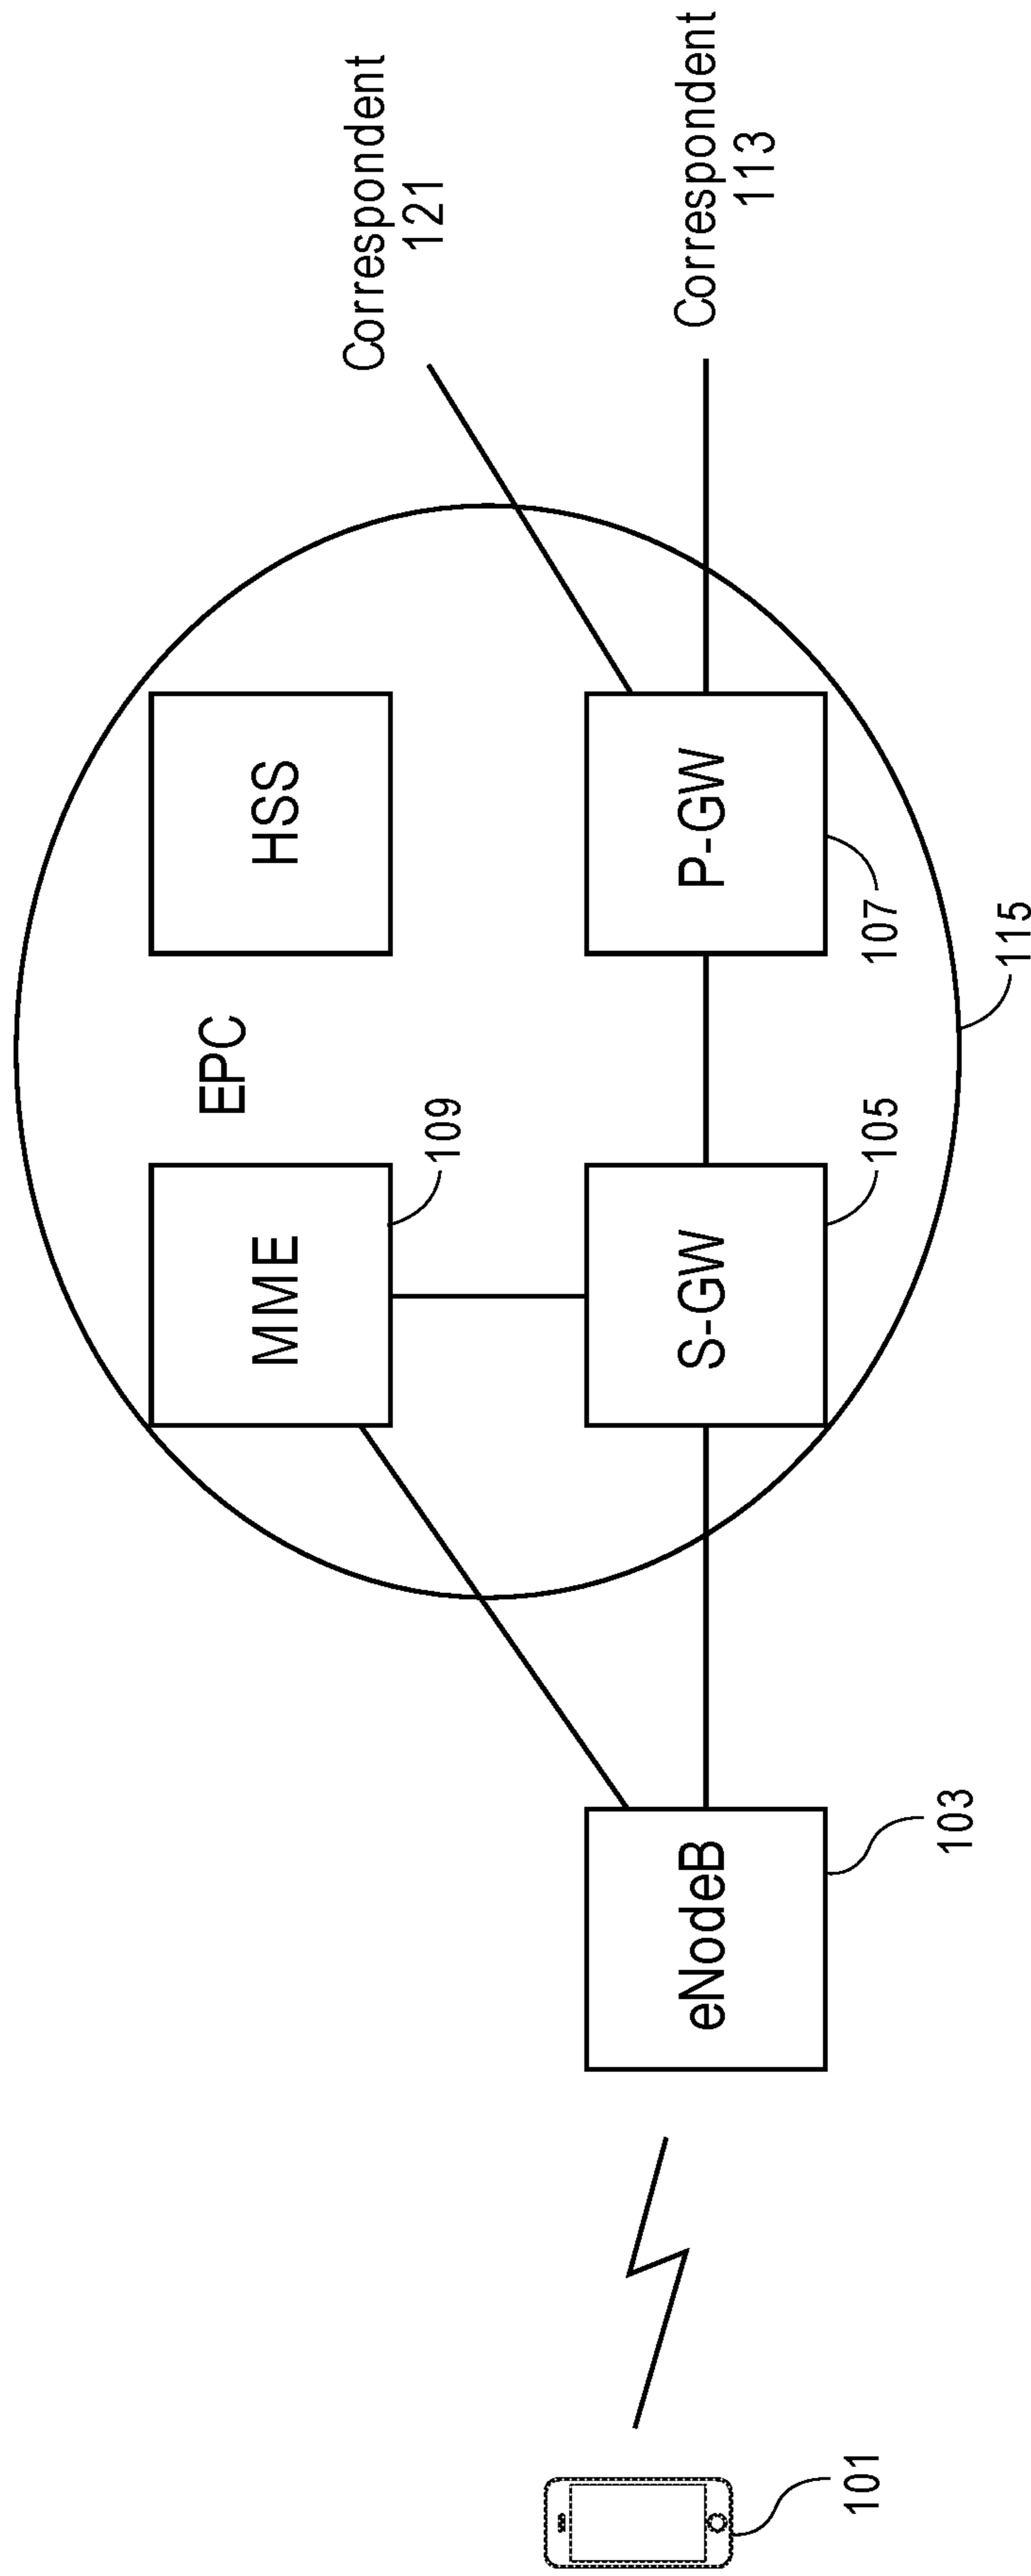 EPC
MME
109
HSS
Correspondent
121
101
eNodeB
103
S-GW
105
P-GW
107
Correspondent
113
115